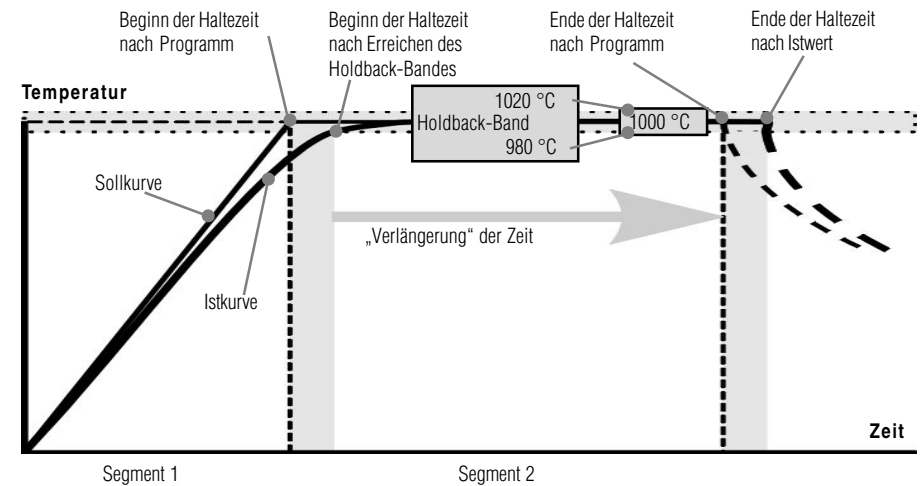 Beginn der Haltezeit
nach Programm
Beginn der Haltezeit
nach Erreichen des
Holdback-Bandes
Ende der Haltezeit
nach Programm
Ende der Haltezeit
nach Istwert
Temperatur
1020 °C
Holdback-Band
980 °C
1000 °C
Sollkurve
„Verlängerung“ der Zeit
Istkurve
Zeit
Segment 1
Segment 2